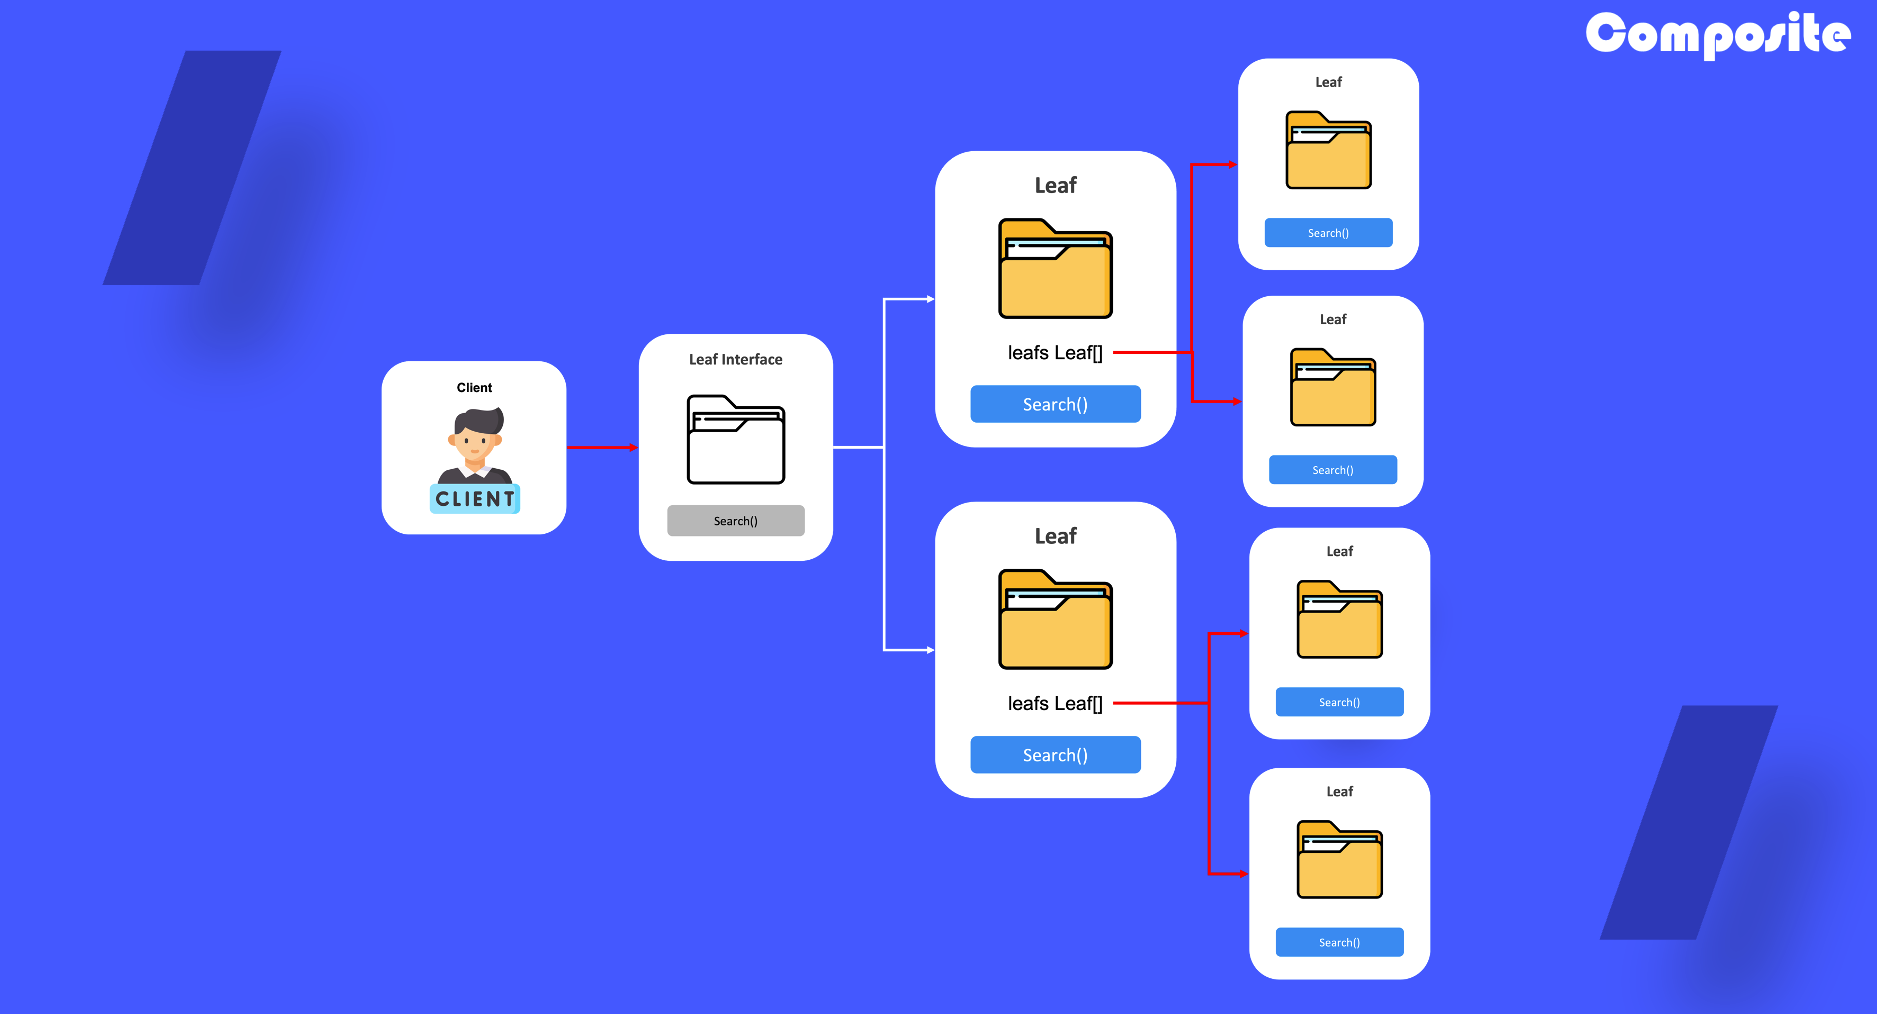 Composite
Client
CLIENT
Leaf Interface
Search()
Leaf
leafs Leaf[]
Search()
Leaf
leafs Leaf[]
Search()
Leaf
Search()
Leaf
Search()
Leaf
Search()
Leaf
Search()